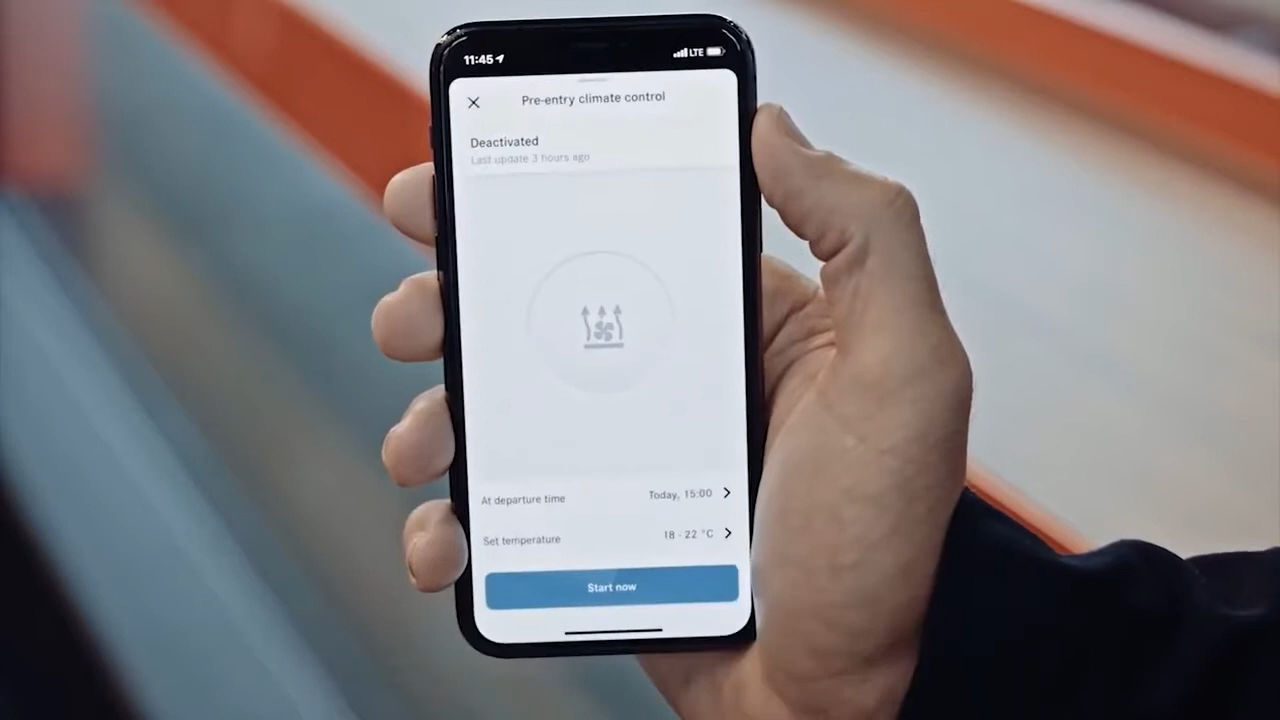 11:45
LTE
Pre-entry climate control
Deactivated
Last update 3 hours ago
At departure time Today, 15:00
Set temperature 18 - 22 °C
Start now